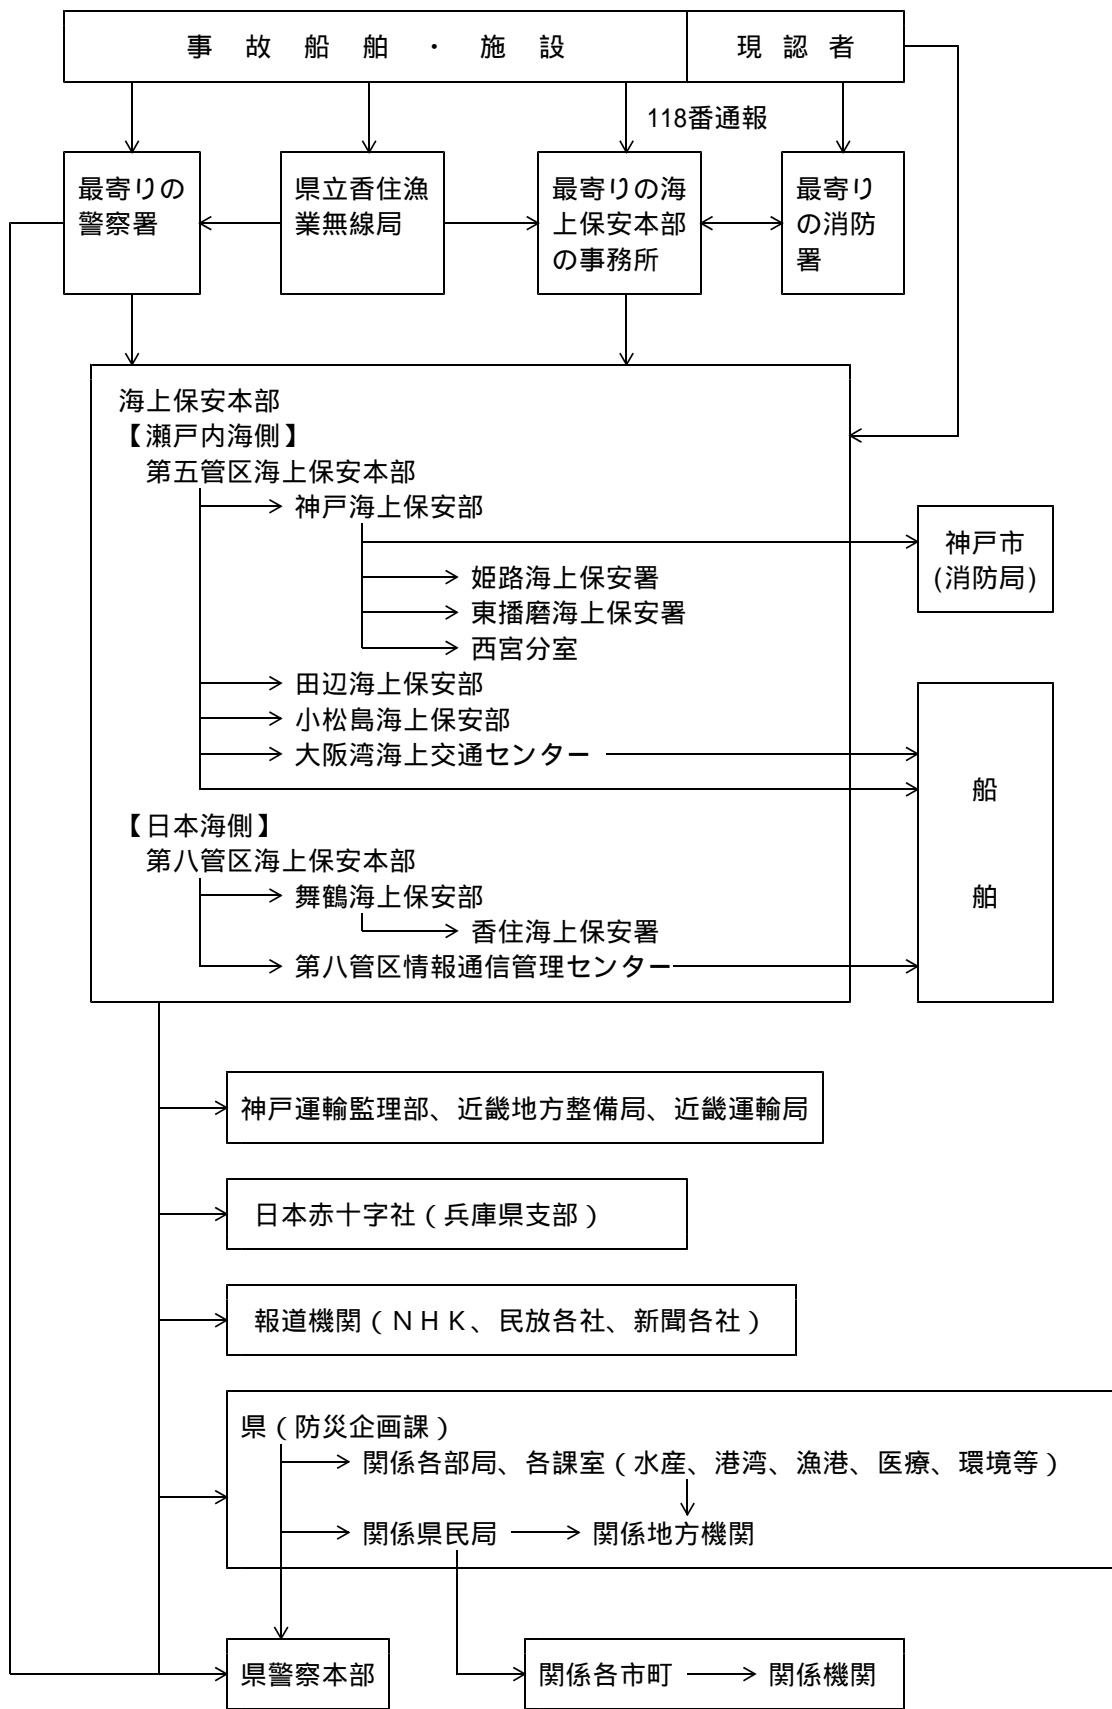 事故船舶・施設
現認者
118番通報
最寄りの
警察署
県立香住漁
業無線局
最寄りの海
上保安本部
の事務所
最寄り
の消防
署
海上保安本部
【瀬戸内海側】
第五管区海上保安本部
神戸海上保安部
神戸市
(消防局)
姫路海上保安署
東播磨海上保安署
西宮分室
田辺海上保安部
小松島海上保安部
大阪湾海上交通センター
船
舶
【日本海側】
第八管区海上保安本部
舞鶴海上保安部
香住海上保安署
第八管区情報通信管理センター
神戸運輸監理部、近畿地方整備局、近畿運輸局
日本赤十字社(兵庫県支部)
報道機関(NHK、民放各社、新聞各社)
県(防災企画課)
関係各部局、各課室(水産、港湾、漁港、医療、環境等)
関係県民局
関係地方機関
県警察本部
関係各市町
関係機関